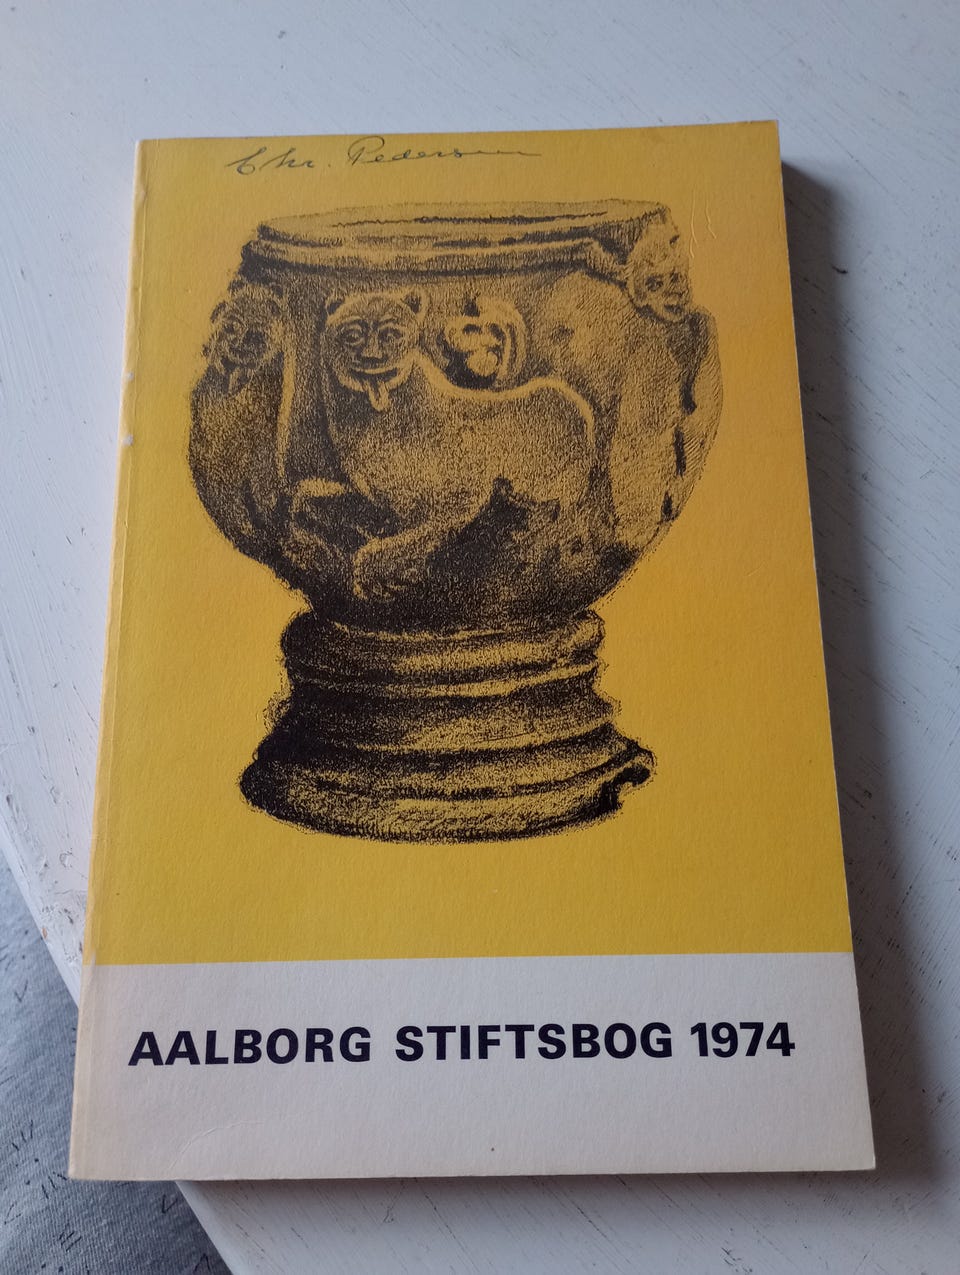 Chr. Pedersen
AALBORG STIFTSBOG 1974